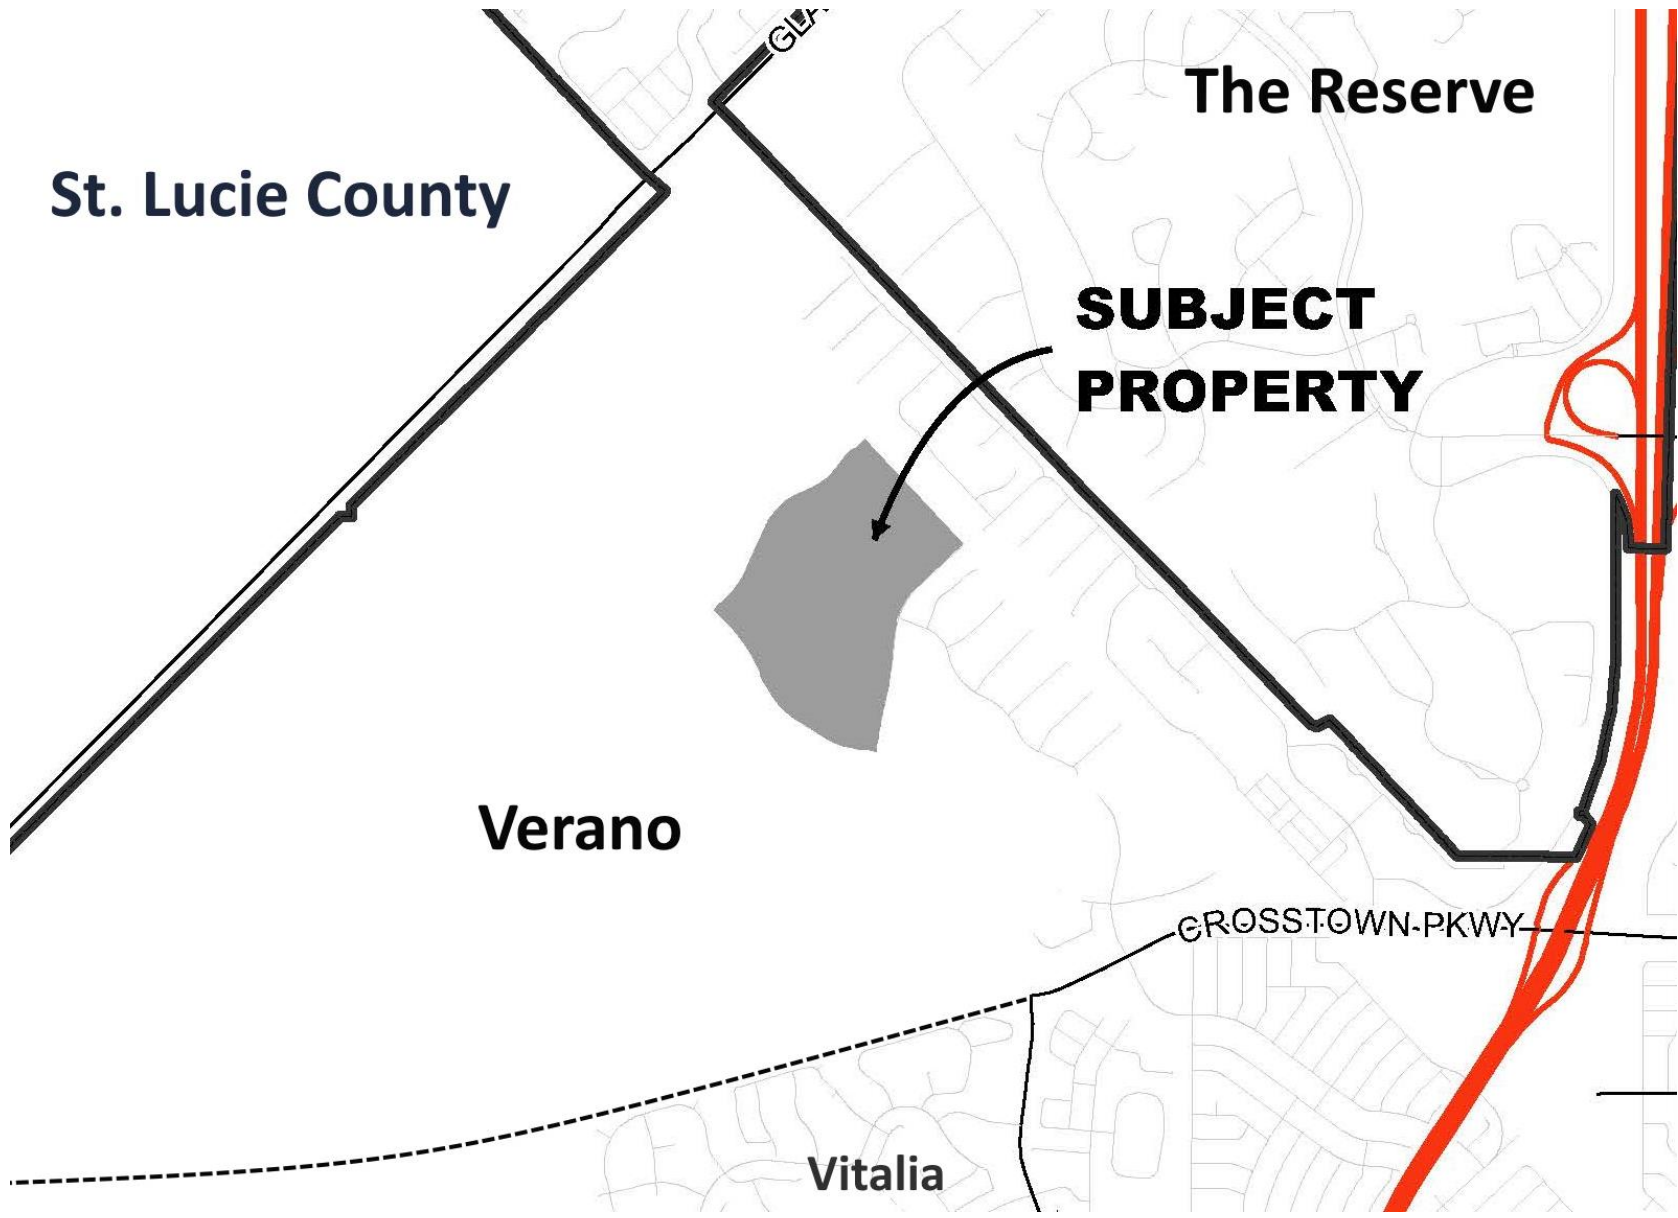 The Reserve
St. Lucie County
SUBJECT
PROPERTY
Verano
CROSSTOWN PKWY
Vitalia